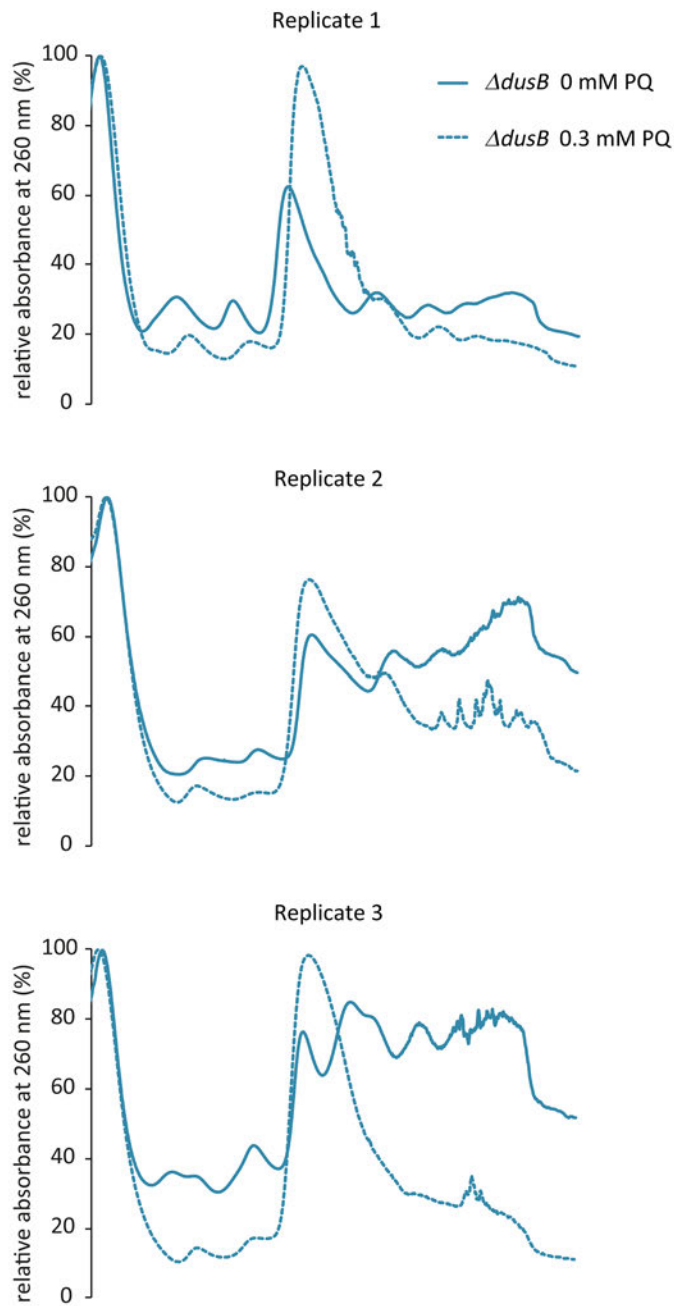 Replicate 1
relative absorbance at 260 nm (%)
100
80
60
40
20
0
ΔdusB 0 mM PQ
ΔdusB 0.3 mM PQ
Replicate 2
relative absorbance at 260 nm (%)
100
80
60
40
20
0
Replicate 3
relative absorbance at 260 nm (%)
100
80
60
40
20
0